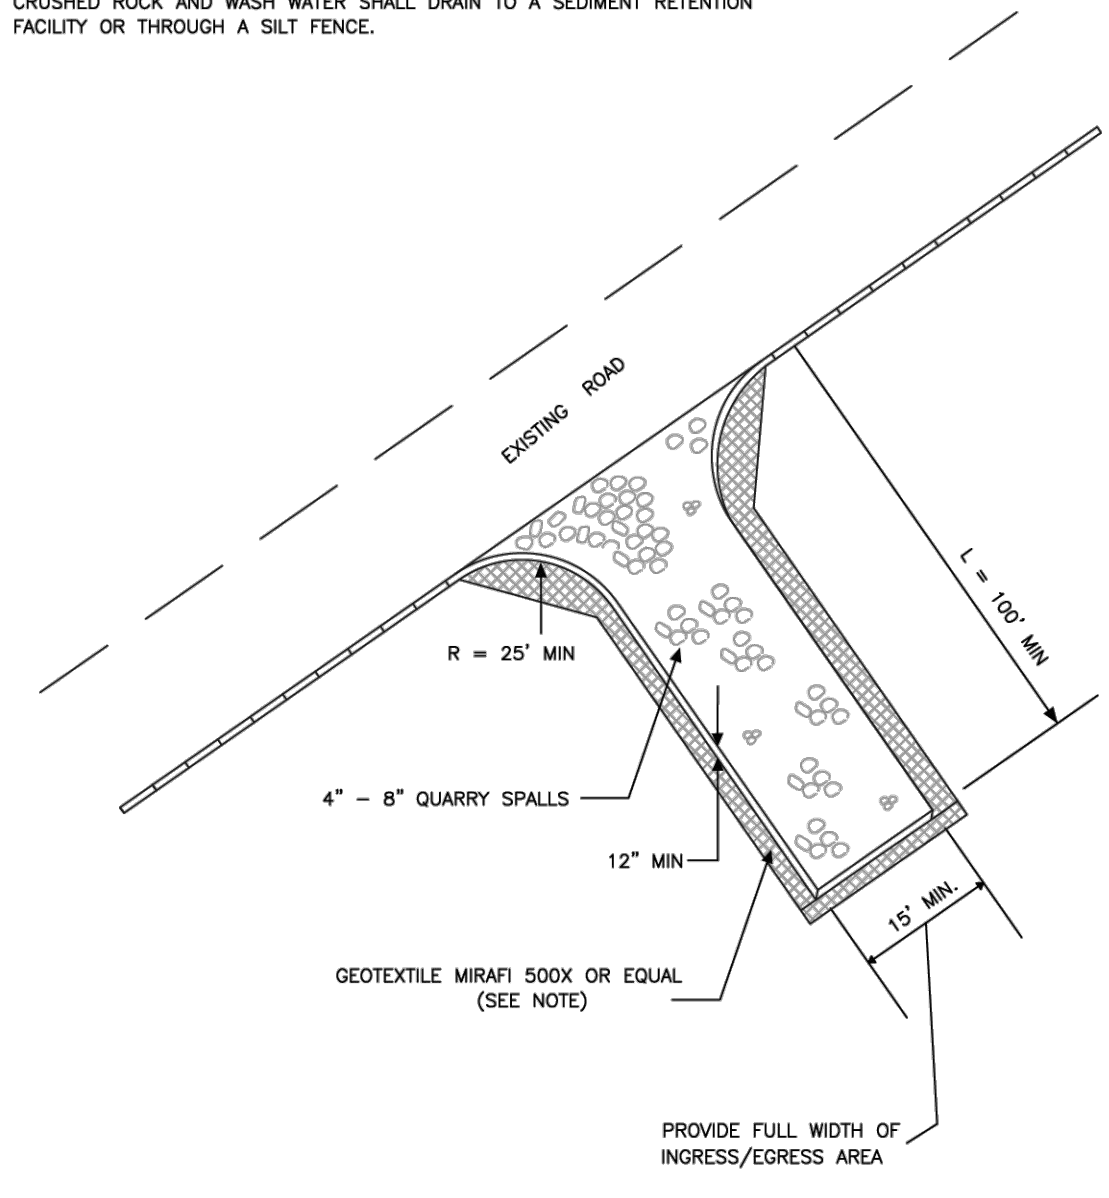 CRUSHED ROCK AND WASH WATER SHALL DRAIN TO A SEDIMENT RETENTION
FACILITY OR THROUGH A SILT FENCE.
EXISTING ROAD
R = 25' MIN
L = 100' MIN
4" – 8" QUARRY SPALLS
12" MIN
15' MIN.
GEOTEXTILE MIRAFI 500X OR EQUAL
(SEE NOTE)
PROVIDE FULL WIDTH OF
INGRESS/EGRESS AREA